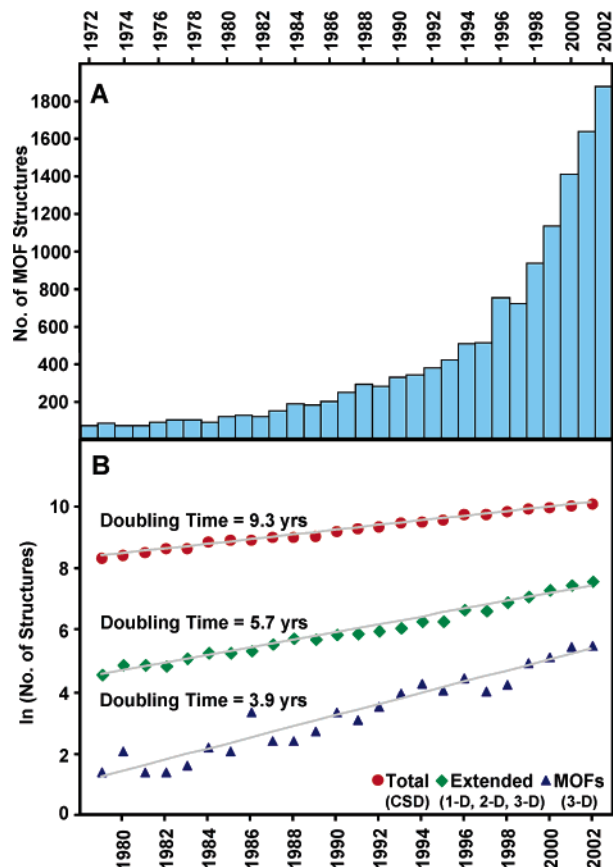 1972 1974 1976 1978 1980 1982 1984 1986 1988 1990 1992 1994 1996 1998 2000 2002
A
No. of MOF Structures
1800
1600
1400
1200
1000
800
600
400
200
B
ln (No. of Structures)
10
8
6
4
2
0
Doubling Time = 9.3 yrs
Doubling Time = 5.7 yrs
Doubling Time = 3.9 yrs
Total Extended MOFs
(CSD) (1-D, 2-D, 3-D) (3-D)
1980 1982 1984 1986 1988 1990 1992 1994 1996 1998 2000 2002